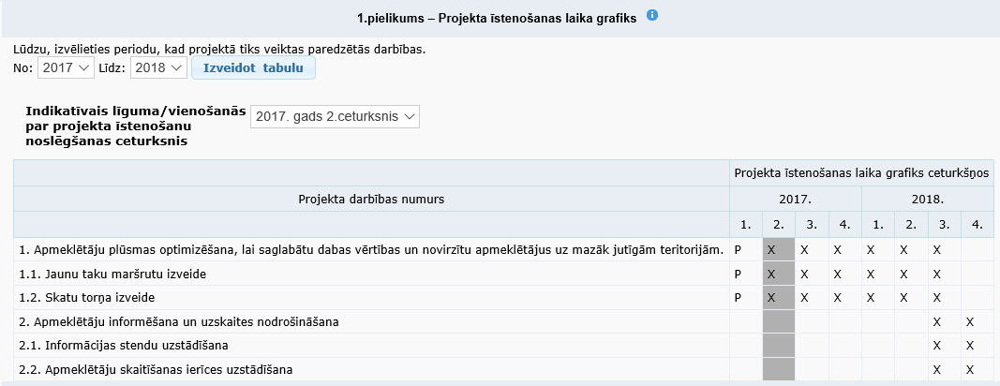 1.pielikums – Projekta īstenošanas laika grafiks i
Lūdzu, izvēlieties periodu, kad projektā tiks veiktas paredzētās darbības.
No: 2017 Līdz: 2018 Izveidot tabulu
Indikatīvais līguma/vienošanās
par projekta īstenošanu
noslēgšanas ceturksnis
2017. gads 2.ceturksnis
Projekta īstenošanas laika grafiks ceturkšņos
Projekta darbības numurs 2017. 2018.
1. 2. 3. 4. 1. 2. 3. 4.
1. Apmeklētāju plūsmas optimizēšana, lai saglabātu dabas vērtības un novirzītu apmeklētājus uz mazāk jutīgām teritorijām. P X X X X X X
1.1. Jaunu taku maršrutu izveide P X X X X X X
1.2. Skatu torņa izveide P X X X X X X
2. Apmeklētāju informēšana un uzskaites nodrošināšana X X
2.1. Informācijas stendu uzstādīšana X X
2.2. Apmeklētāju skaitīšanas ierīces uzstādīšana X X